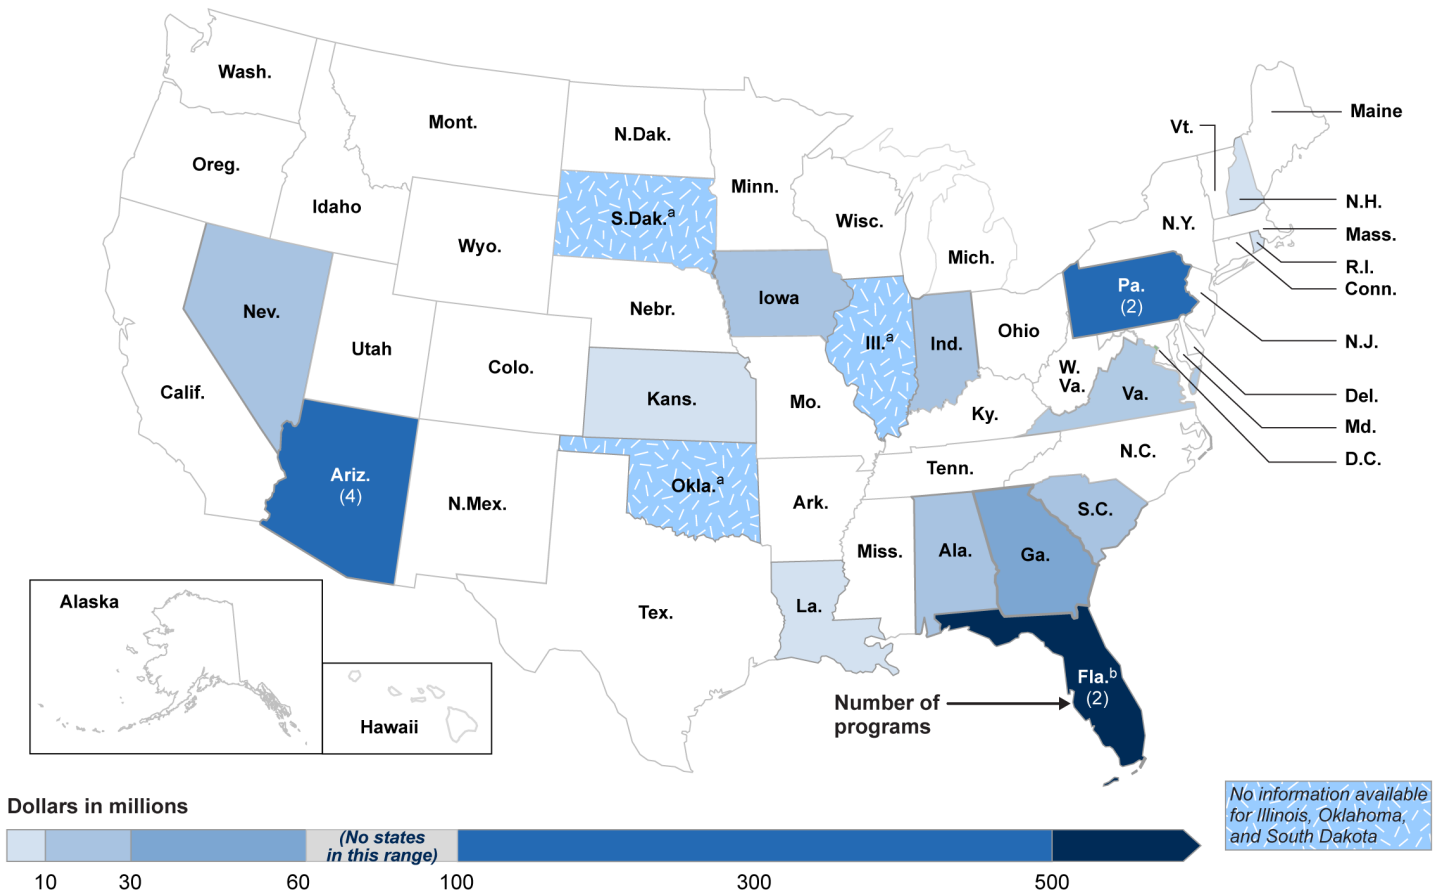 Wash.
Mont.
N.Dak.
Minn.
Maine
Vt.
Oreg.
Idaho
S.Dak.a
Wisc.
N.Y.
N.H.
Wyo.
Mich.
Mass.
R.I.
Conn.
Pa.
(2)
Nev.
Iowa
Nebr.
Ill.a
Ind.
Ohio
N.J.
Utah
Colo.
W.
Va.
Calif.
Kans.
Mo.
Ky.
Va.
Del.
Md.
D.C.
N.C.
Tenn.
Ariz.
(4)
N.Mex.
Okla.a
Ark.
S.C.
Miss.
Ala.
Ga.
Alaska
Tex.
La.
Hawaii
Fla.b
(2)
Number of
programs
Dollars in millions
(No states
in this range)
10 30 60 100 300 500
No information available
for Illinois, Oklahoma,
and South Dakota